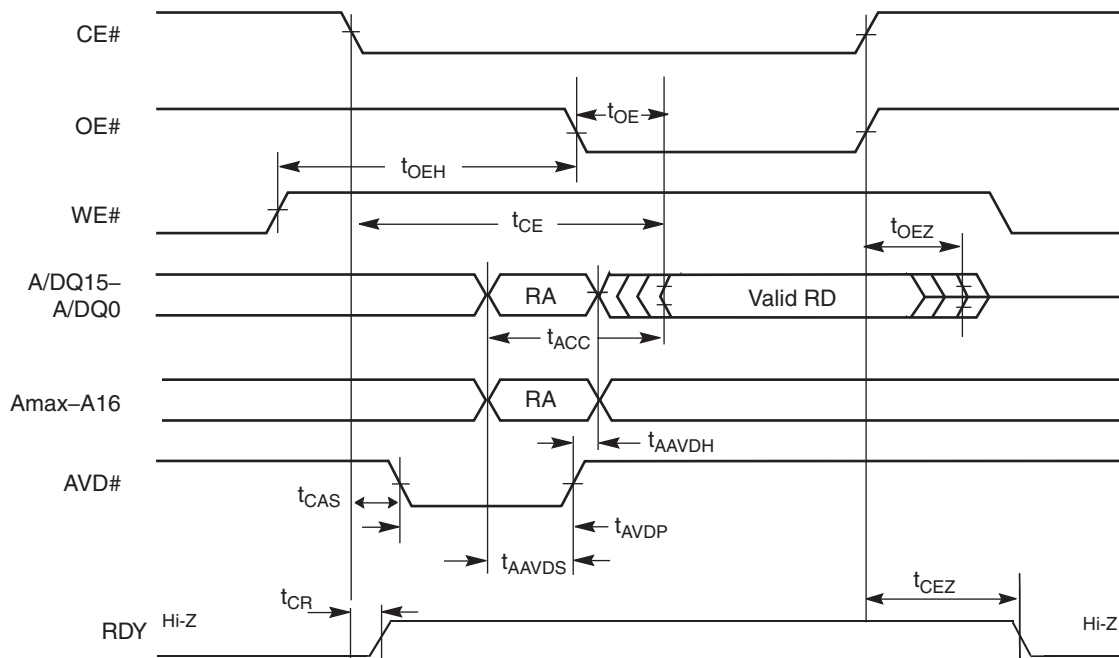 CE#
OE#
tOE
tOEH
WE#
tCE
tOEZ
A/DQ15–
A/DQ0
RA
Valid RD
tACC
Amax–A16
RA
tAAVDH
AVD#
tCAS
tAVDP
tAAVDS
tCEZ
tCR
RDY
Hi-Z
Hi-Z